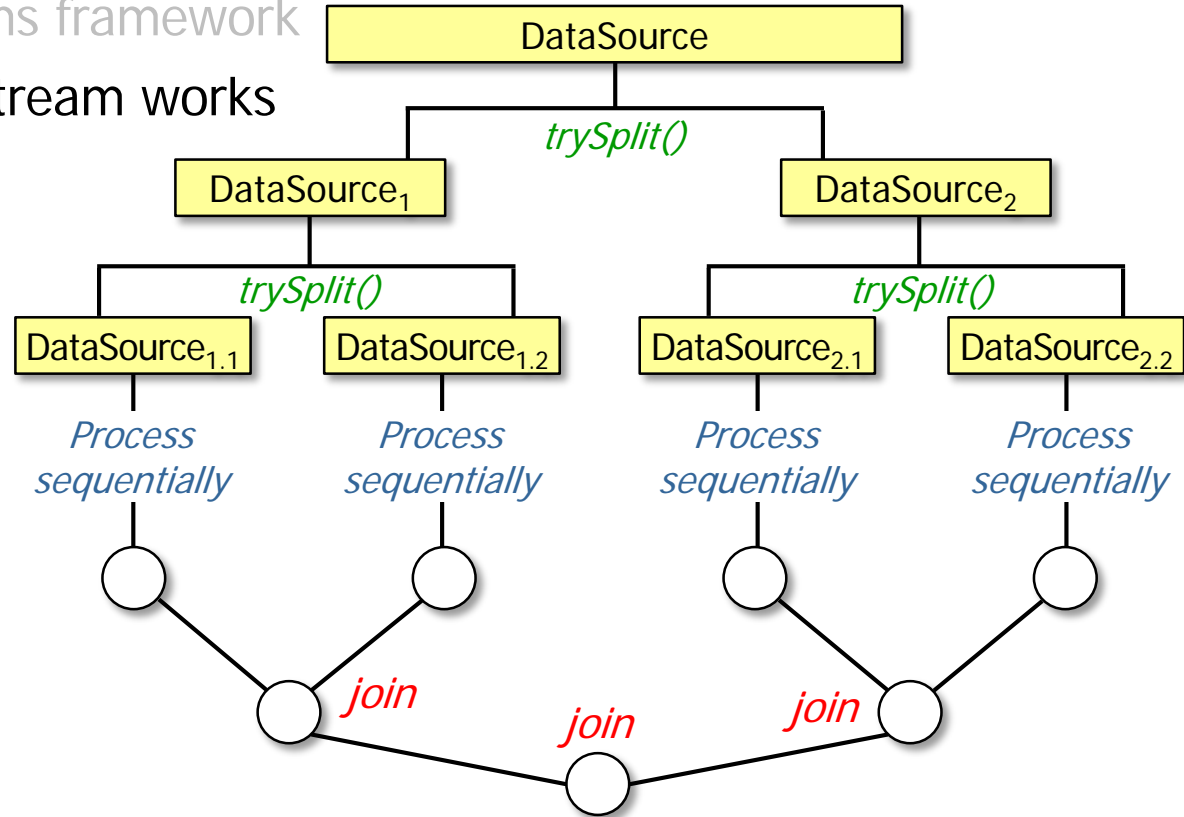 ns framework
DataSource
tream works
trySplit()
DataSource₁
DataSource₂
trySplit()
trySplit()
DataSource₁.₁
DataSource₁.₂
DataSource₂.₁
DataSource₂.₂
Process
sequentially
Process
sequentially
Process
sequentially
Process
sequentially
join
join
join